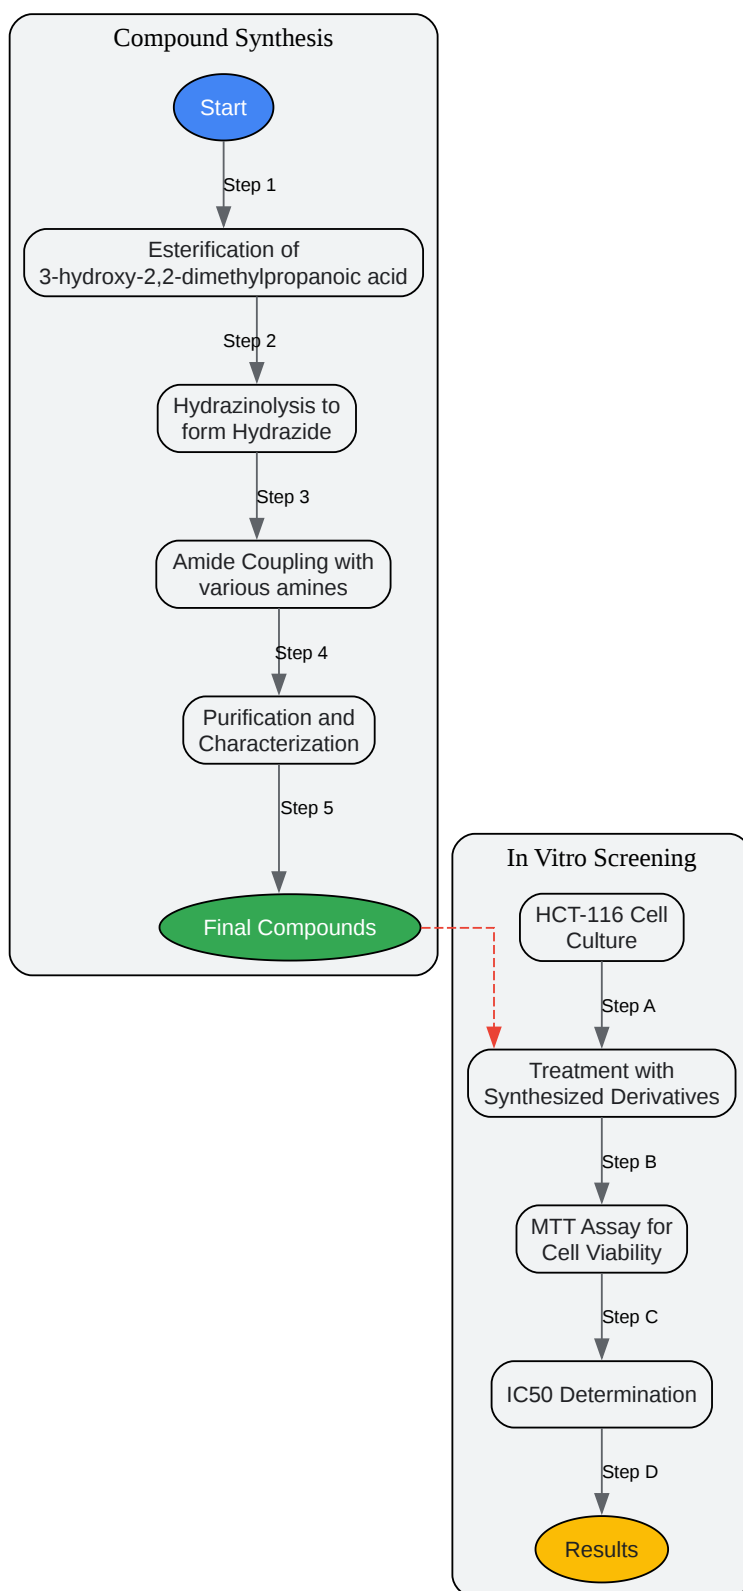 Compound Synthesis
Start
Step 1
Esterification of
3-hydroxy-2,2-dimethylpropanoic acid
Step 2
Hydrazinolysis to
form Hydrazide
Step 3
Amide Coupling with
various amines
Step 4
Purification and
Characterization
Step 5
Final Compounds
In Vitro Screening
HCT-116 Cell
Culture
Step A
Treatment with
Synthesized Derivatives
Step B
MTT Assay for
Cell Viability
Step C
IC50 Determination
Step D
Results